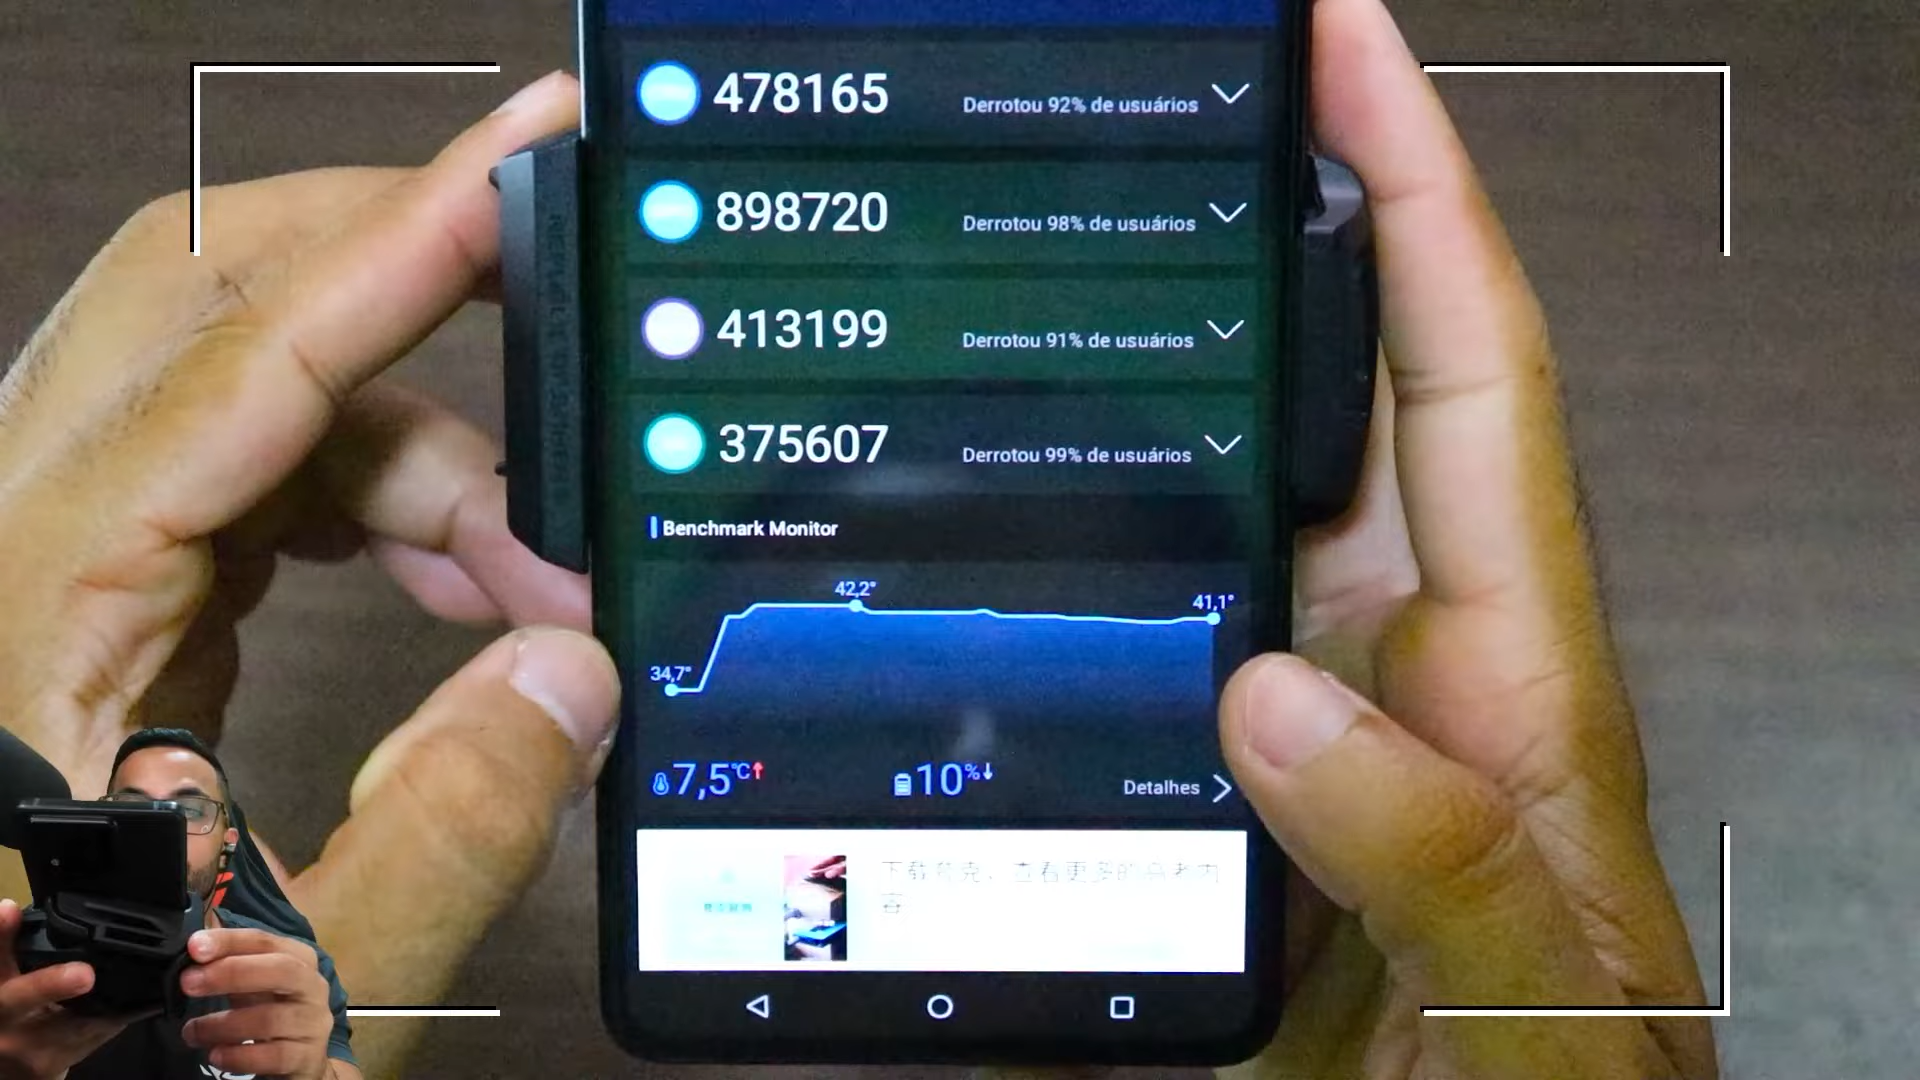 478165 Derrotou 92% de usuários
898720 Derrotou 98% de usuários
413199 Derrotou 91% de usuários
375607 Derrotou 99% de usuários
Benchmark Monitor
42,2°
41,1°
34,7°
7,5°C↑ 10%↓ Detalhes